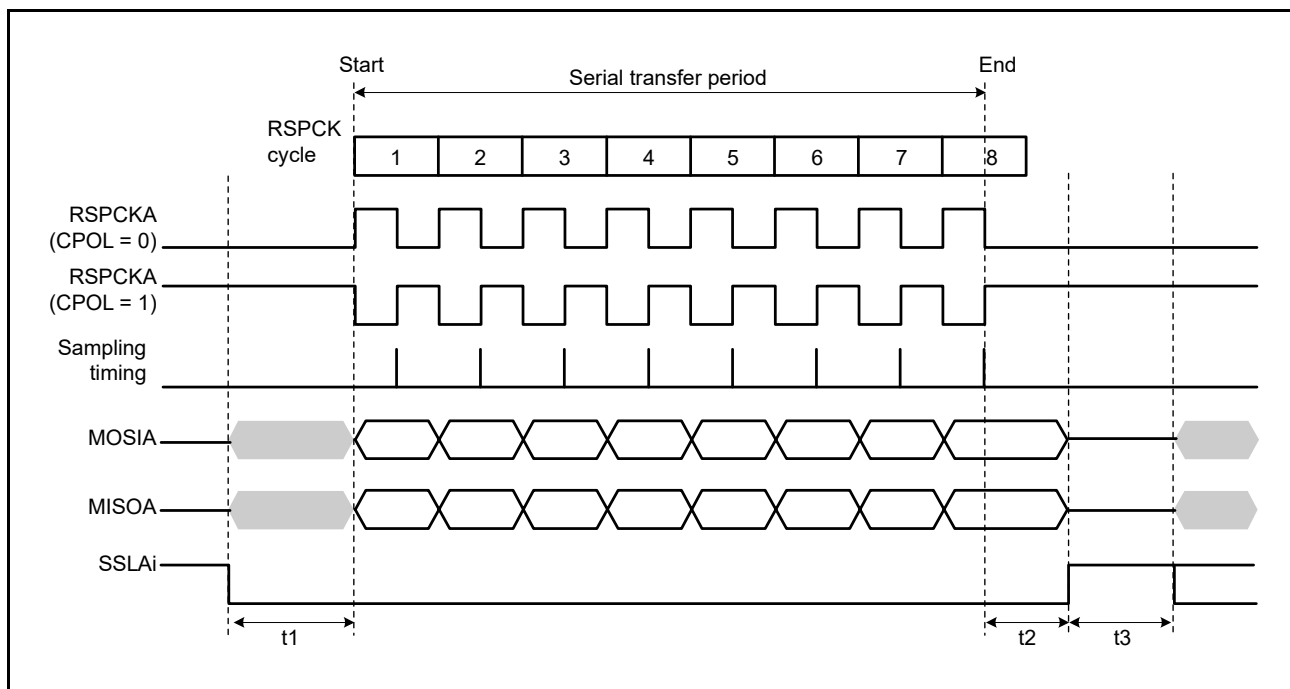 Start
End
Serial transfer period
RSPCK
cycle
1 2 3 4 5 6 7 8
RSPCKA
(CPOL = 0)
RSPCKA
(CPOL = 1)
Sampling
timing
MOSIA
MISOA
SSLAi
t1
t2
t3